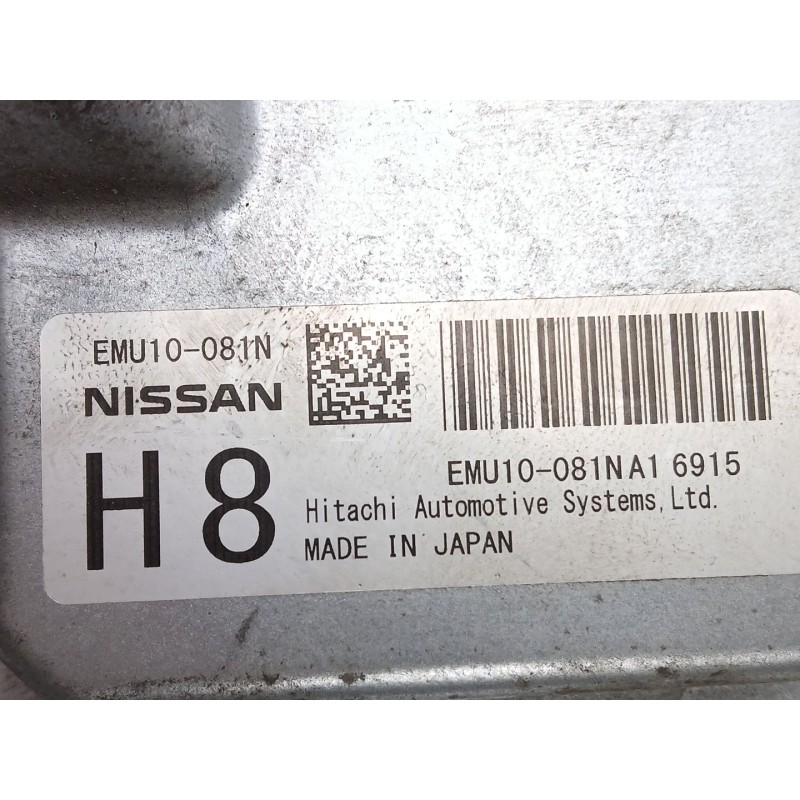 EMU10-081N
NISSAN
H8
EMU10-081NA1 6915
Hitachi Automotive Systems, Ltd.
MADE IN JAPAN